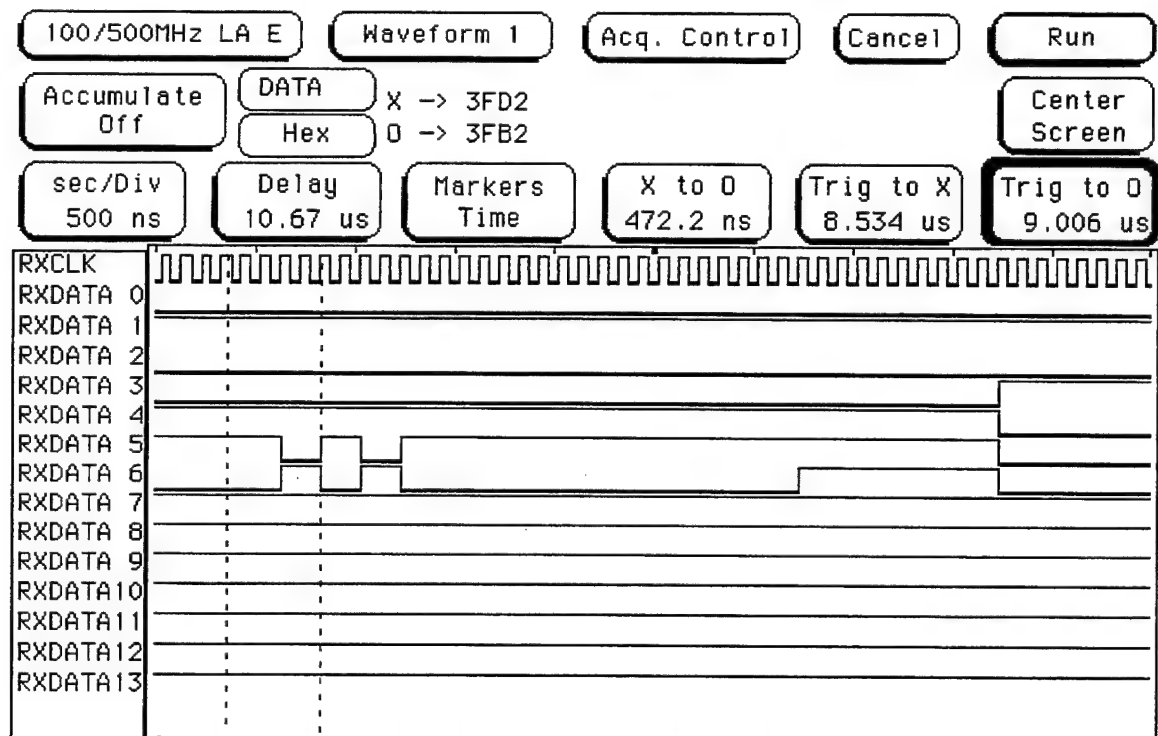 100/500MHz LA E Waveform 1 Acq. Control Cancel Run
Accumulate Off
DATA X -> 3FD2
Hex O -> 3FB2
Center Screen
sec/Div Delay Markers X to O Trig to X Trig to O
500 ns 10.67 us Time 472.2 ns 8.534 us 9.006 us
RXCLK
RXDATA 0
RXDATA 1
RXDATA 2
RXDATA 3
RXDATA 4
RXDATA 5
RXDATA 6
RXDATA 7
RXDATA 8
RXDATA 9
RXDATA10
RXDATA11
RXDATA12
RXDATA13